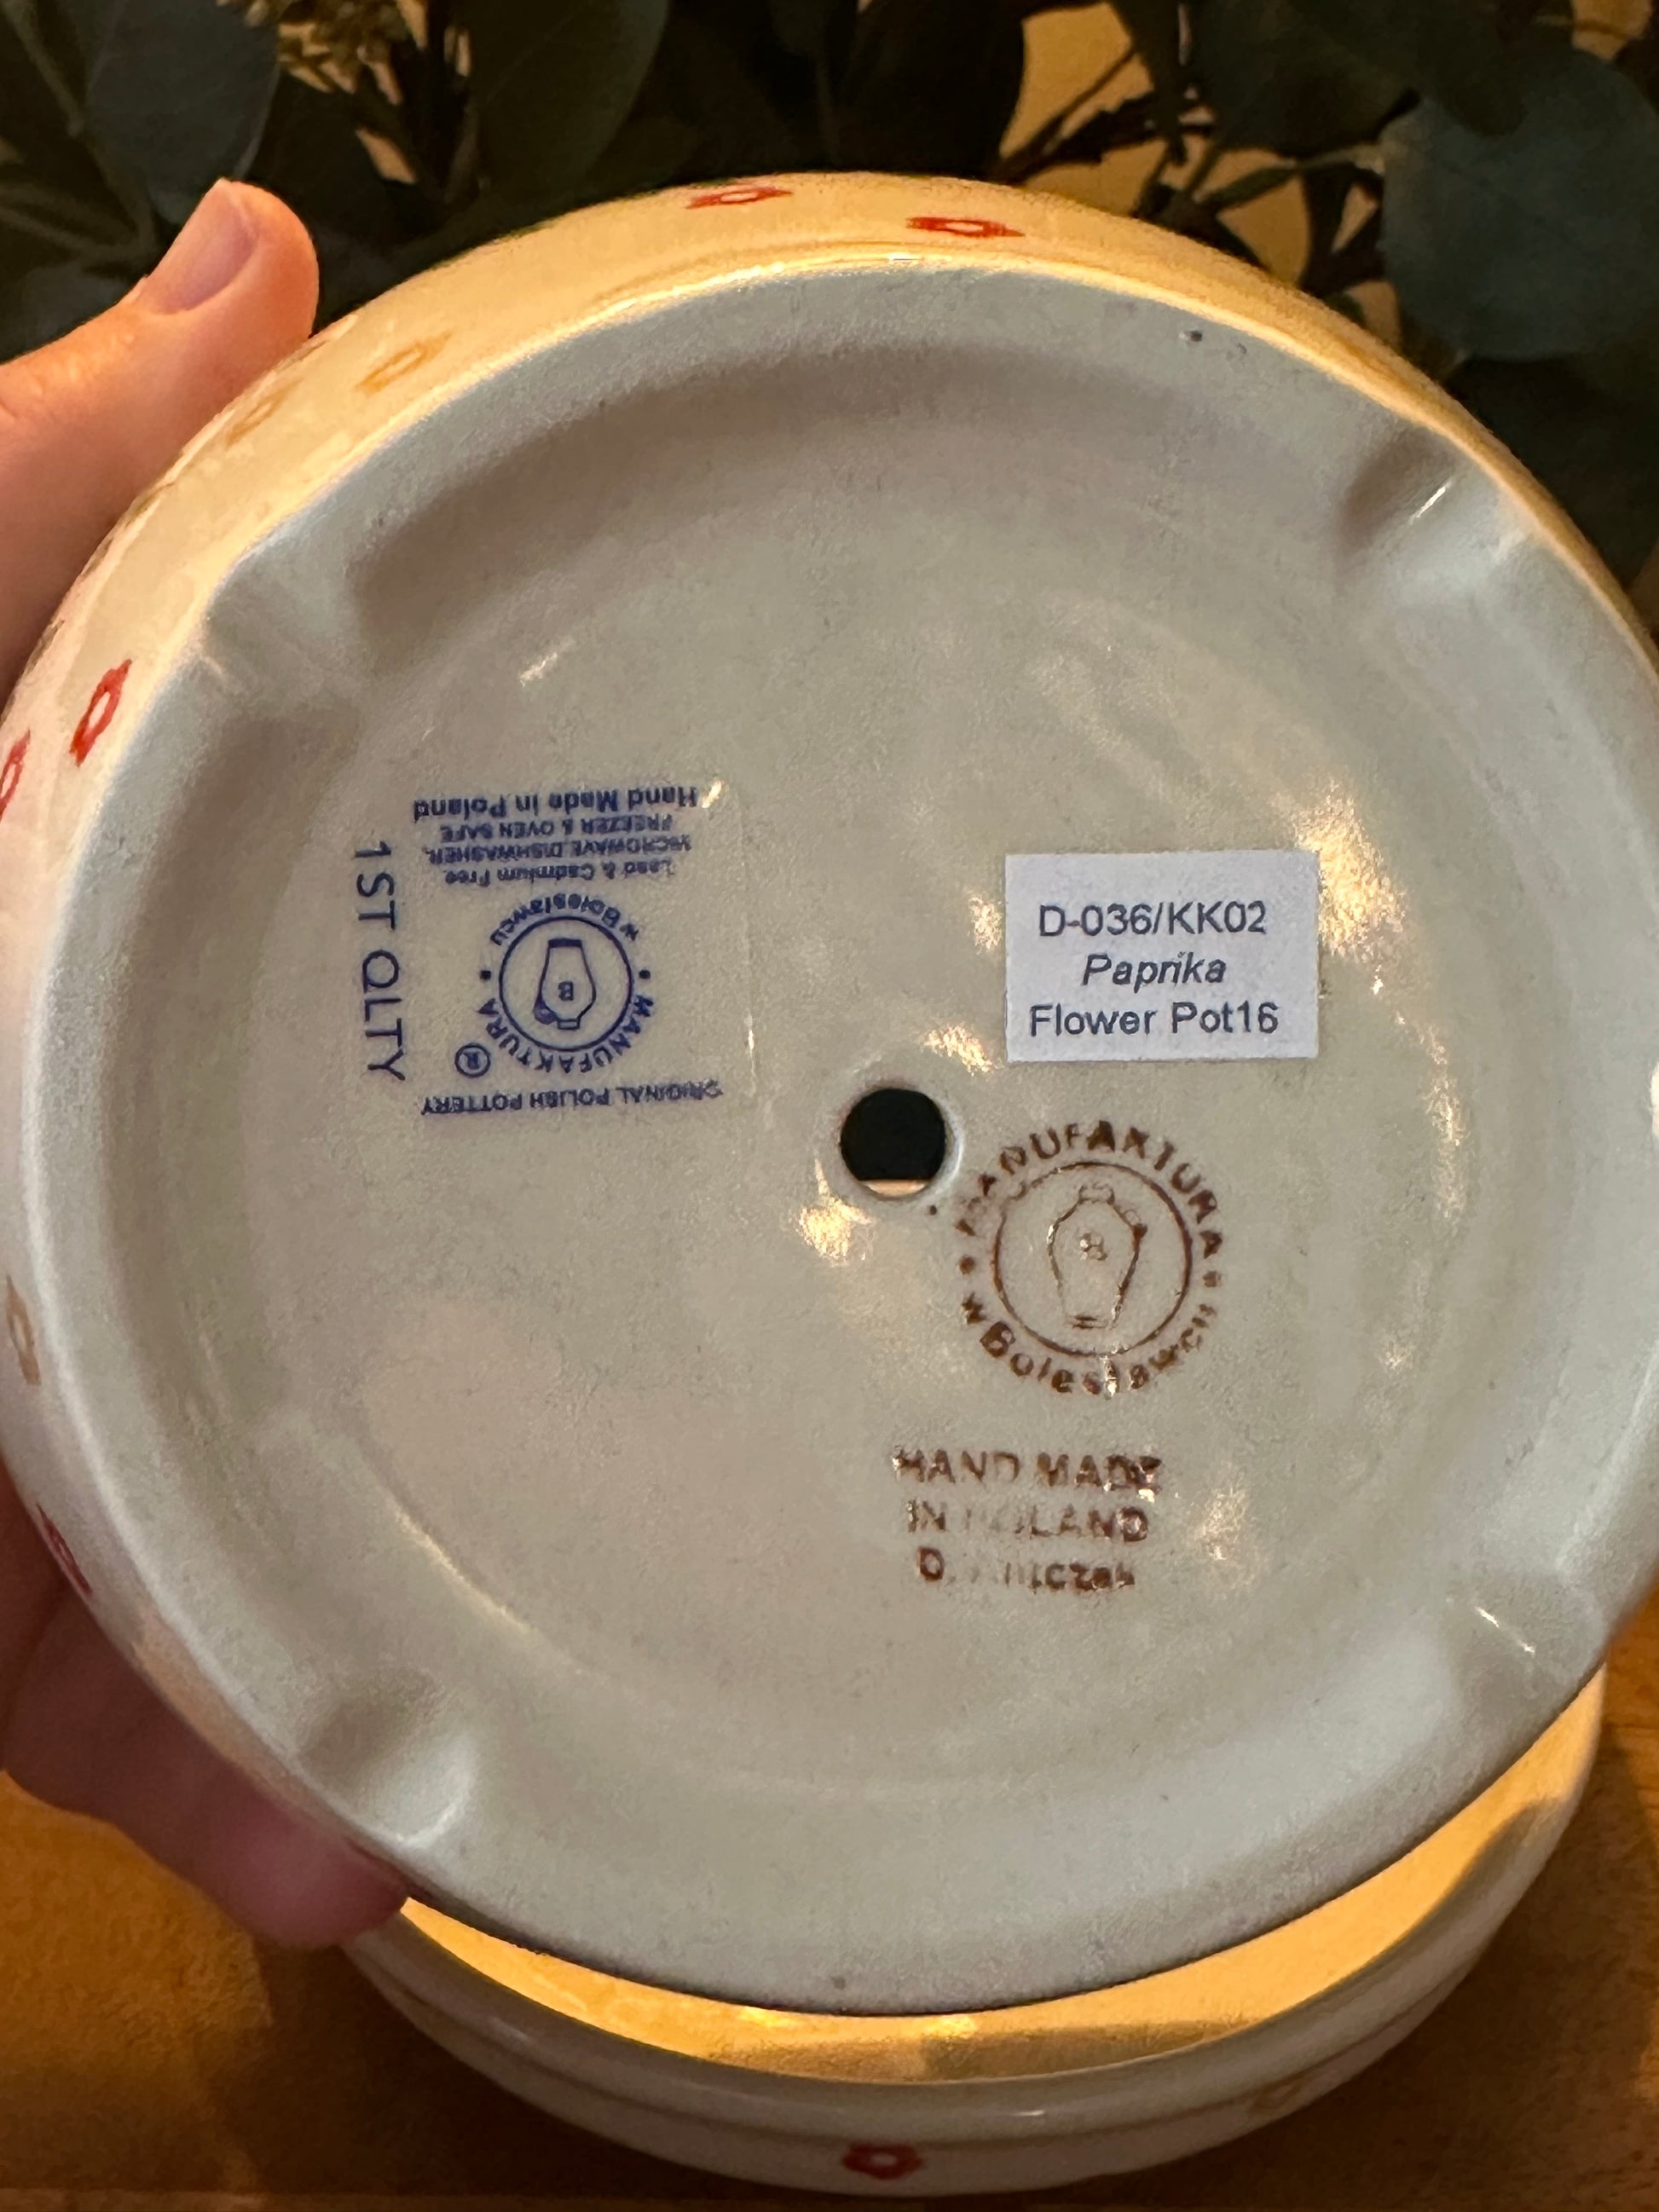 D-036/KK02
Paprika
Flower Pot16
MANUFAKTURA
w Bolesławcu
B
HAND MADE
IN POLAND
D.
ORIGINAL POLISH POTTERY
MANUFAKTURA ®
w Bolesławcu
B
Lead & Cadmium Free
MICROWAVE, DISHWASHER,
FREEZER & OVEN SAFE
Hand Made in Poland
1ST QLTY